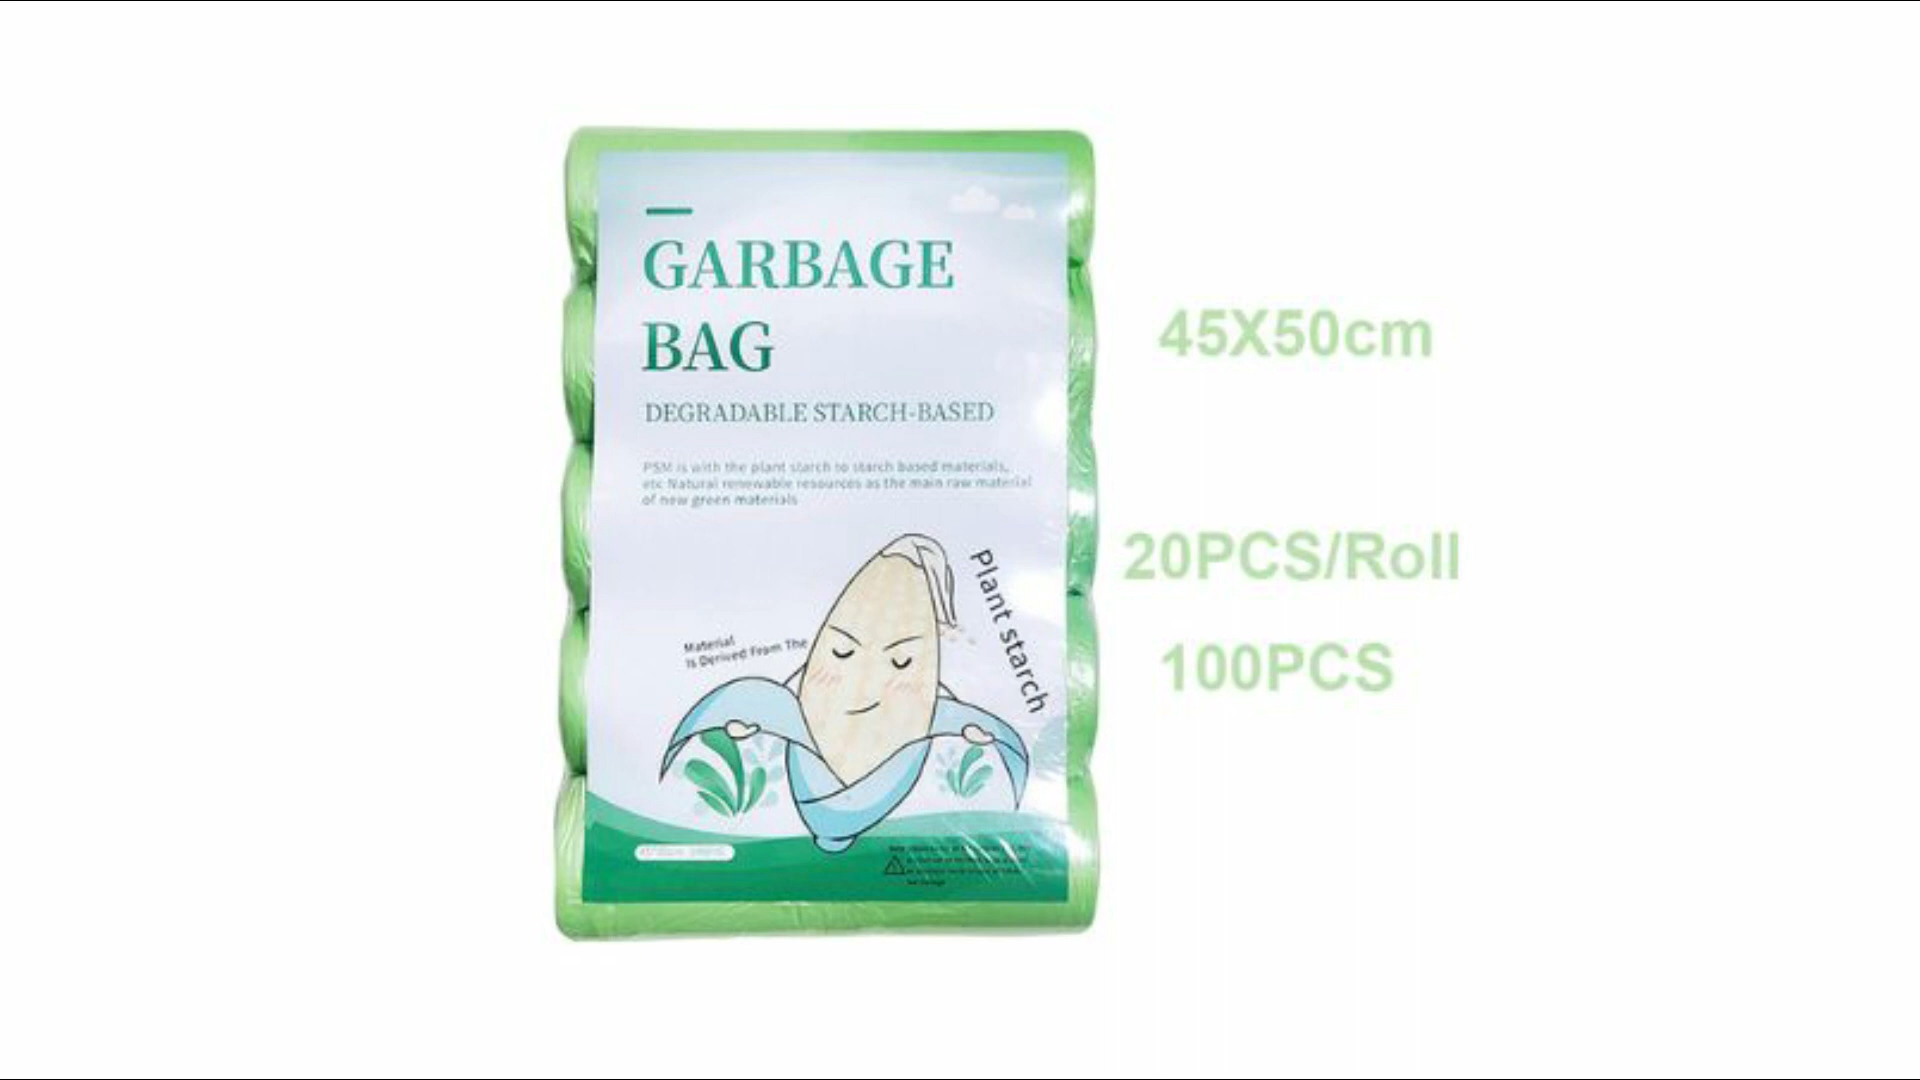 GARBAGE
BAG
DEGRADABLE STARCH-BASED
PSM is with the plant starch to starch based materials,
etc Natural renewable resources as the main raw material
of new green materials
Material
Is Derived From The
Plant starch
45X50cm
20PCS/Roll
100PCS